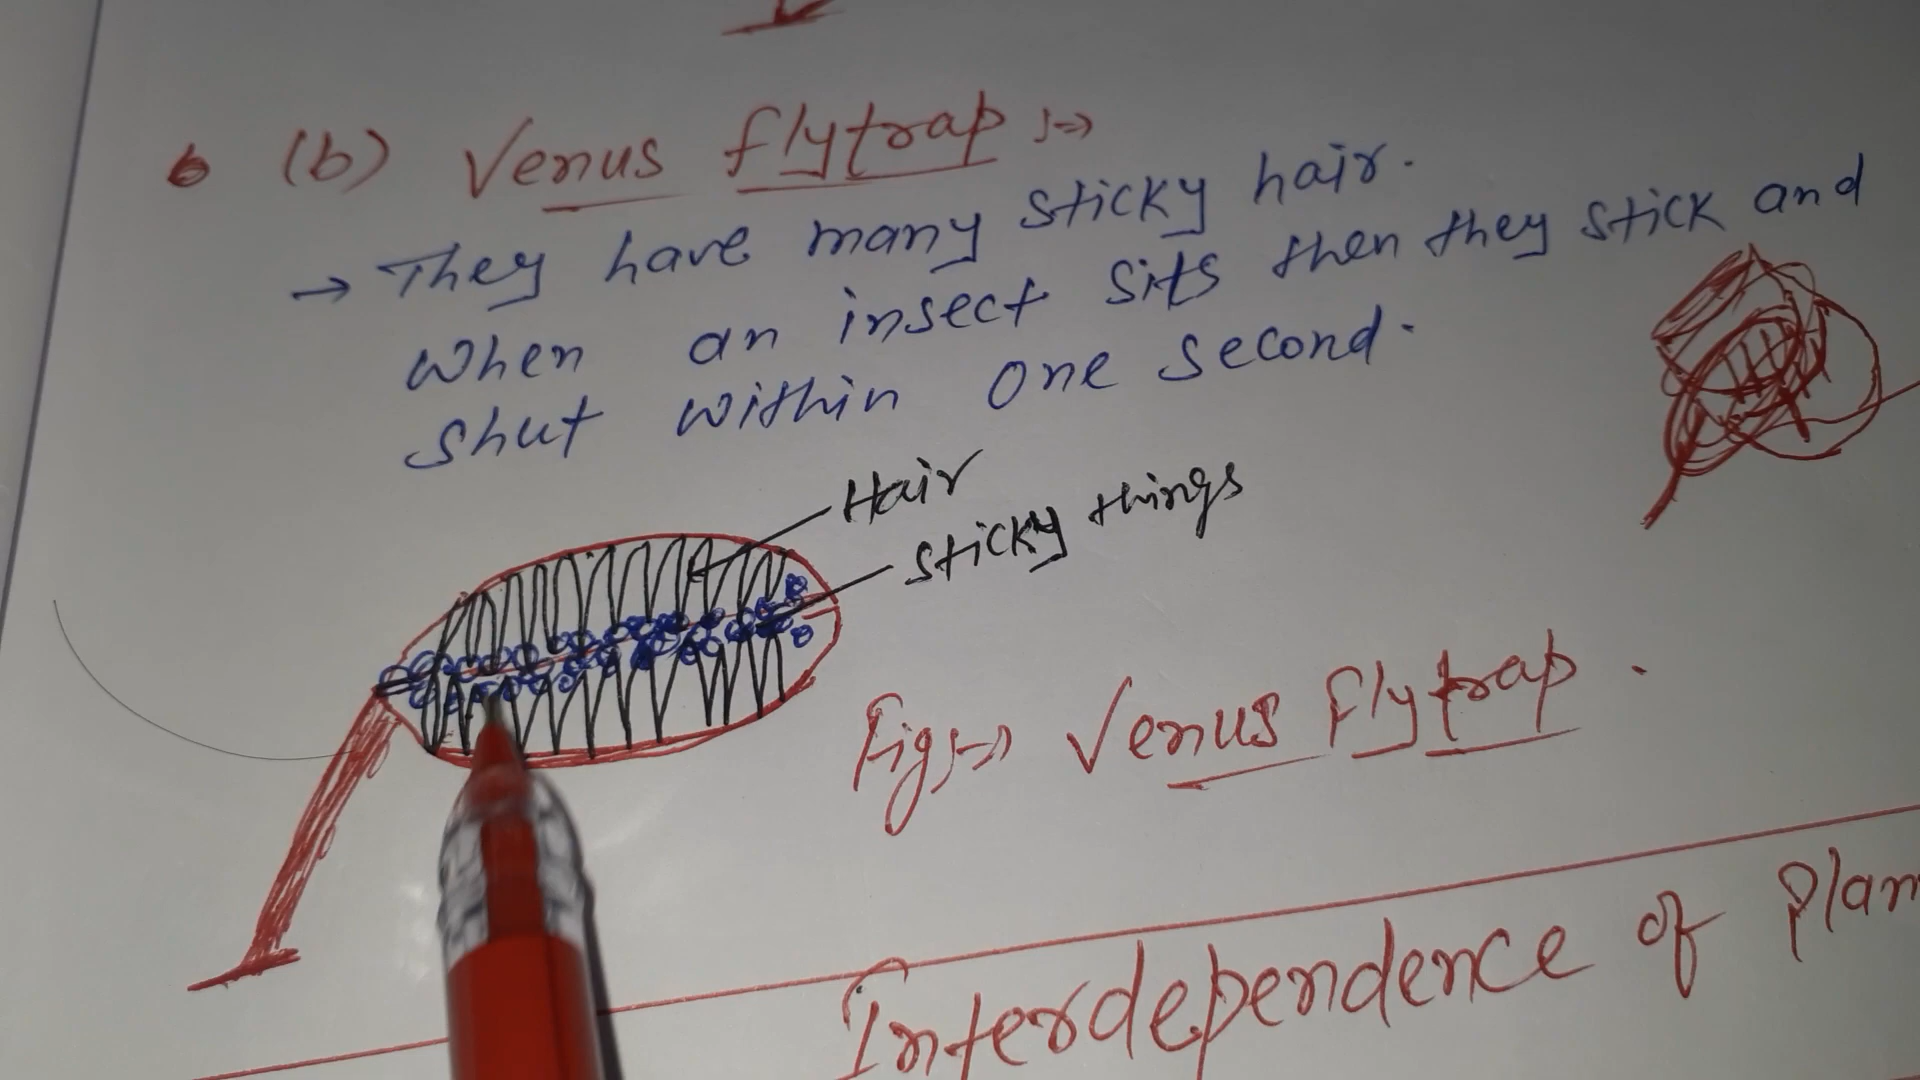 (b) Venus flytrap :->
→ They have many sticky hair.
When an insect sits then they stick and
shut within one second.
Hair
sticky things
Fig:-> Venus flytrap.
Interdependence of